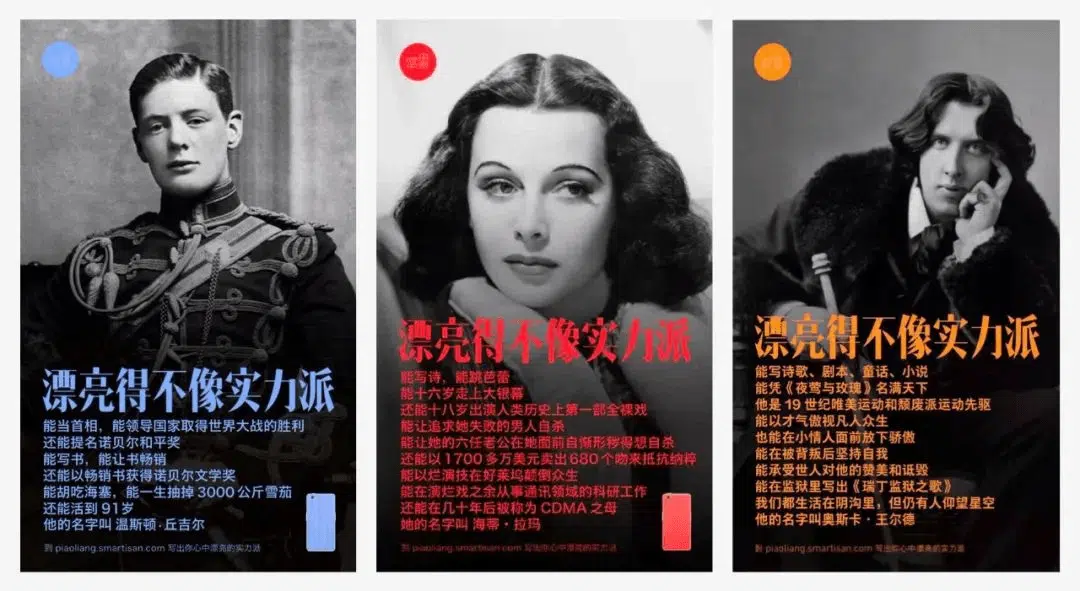 漂亮得不像实力派
能当首相，能领导国家取得世界大战的胜利
还能提名诺贝尔和平奖
能写书，能让书畅销
还能以畅销书获得诺贝尔文学奖
能胡吃海塞，能一生抽掉 3000 公斤雪茄
还能活到 91岁
他的名字叫 温斯顿·丘吉尔
到 piaoliang.smartisan.com 写出你心中漂亮的实力派
漂亮得不像实力派
能写诗，能跳芭蕾
能十六岁走上大银幕
还能十八岁出演人类历史上第一部全裸戏
能让追求她失败的男人自杀
能让她的六任老公在她面前自惭形秽得想自杀
还能以 1700 多万美元卖出 680 个吻来抵抗纳粹
能以烂演技在好莱坞颠倒众生
能在演烂戏之余从事通讯领域的科研工作
还能在几十年后被称为 CDMA 之母
她的名字叫 海蒂·拉玛
到 piaoliang.smartisan.com 写出你心中漂亮的实力派
漂亮得不像实力派
能写诗歌、剧本、童话、小说
能凭《夜莺与玫瑰》名满天下
他是 19 世纪唯美运动和颓废派运动先驱
能以才气傲视凡人众生
也能在小情人面前放下骄傲
能在被背叛后坚持自我
能承受世人对他的赞美和诋毁
能在监狱里写出《瑞丁监狱之歌》
我们都生活在阴沟里，但仍有人仰望星空
他的名字叫奥斯卡·王尔德
到 piaoliang.smartisan.com 写出你心中漂亮的实力派